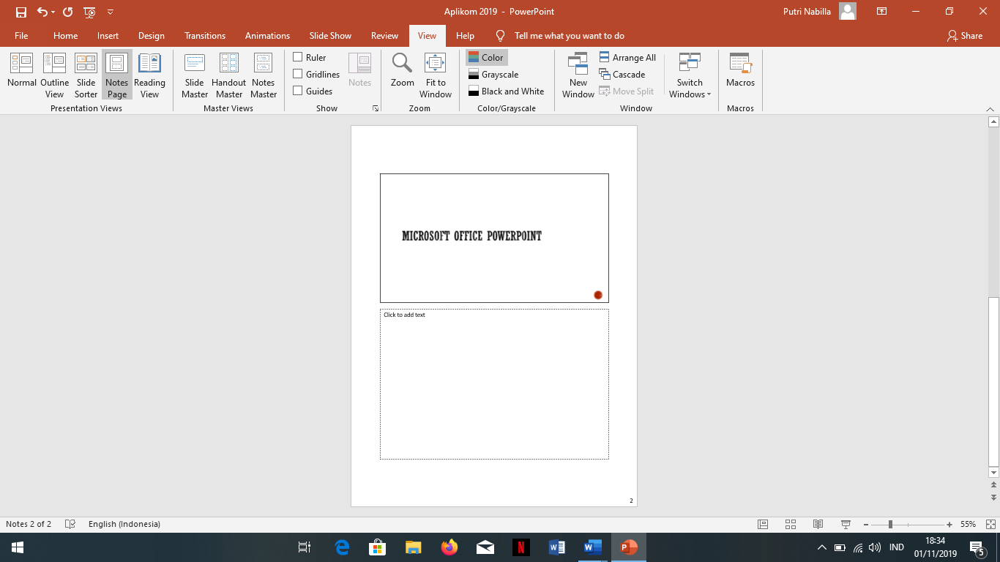 Aplikom 2019 - PowerPoint
Putri Nabilla
File Home Insert Design Transitions Animations Slide Show Review View Help Tell me what you want to do Share
Normal
Outline View
Slide Sorter
Notes Page
Reading View
Presentation Views
Slide Master
Handout Master
Notes Master
Master Views
Ruler
Gridlines
Guides
Notes
Show
Zoom
Fit to Window
Zoom
Color
Grayscale
Black and White
Color/Grayscale
New Window
Arrange All
Cascade
Move Split
Switch Windows
Window
Macros
Macros
MICROSOFT OFFICE POWERPOINT
Click to add text
2
Notes 2 of 2 English (Indonesia) 55%
IND
18:34
01/11/2019
5